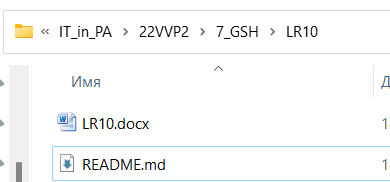 « IT_in_PA > 22VVP2 > 7_GSH > LR10
Имя
LR10.docx
README.md